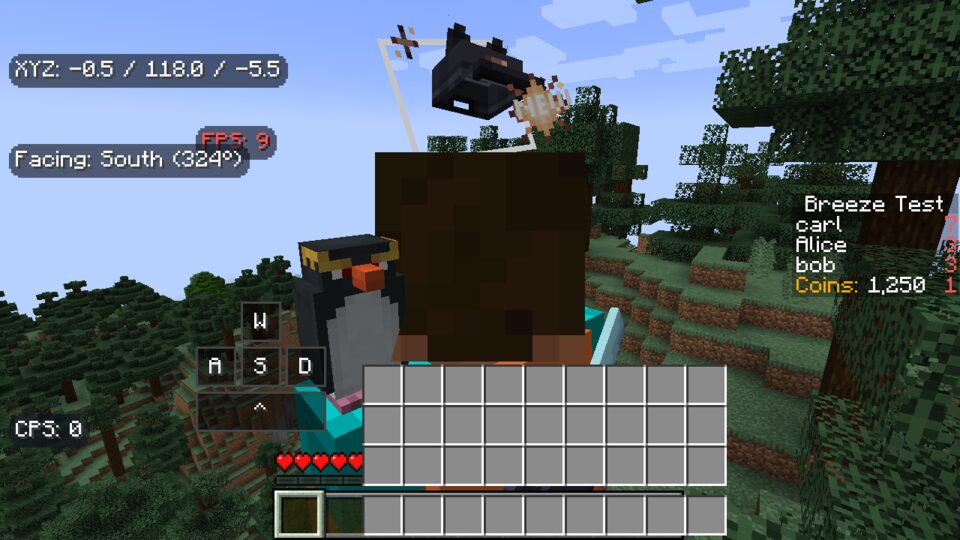 XYZ: -0.5 / 118.0 / -5.5
FPS: 9
Facing: South (324°)
Breeze Test
carl 7
Alice
bob 3
Coins: 1,250 1
W
A S D
^
CPS: 0